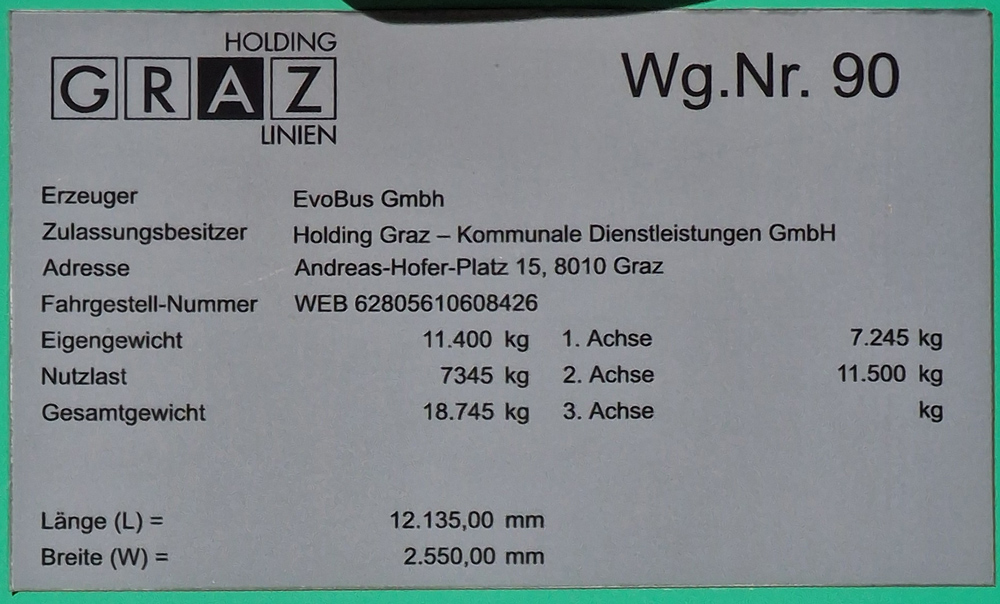 HOLDING
GRAZ
LINIEN
Wg.Nr. 90
Erzeuger EvoBus Gmbh
Zulassungsbesitzer Holding Graz – Kommunale Dienstleistungen GmbH
Adresse Andreas-Hofer-Platz 15, 8010 Graz
Fahrgestell-Nummer WEB 62805610608426
Eigengewicht 11.400 kg 1. Achse 7.245 kg
Nutzlast 7345 kg 2. Achse 11.500 kg
Gesamtgewicht 18.745 kg 3. Achse kg
Länge (L) = 12.135,00 mm
Breite (W) = 2.550,00 mm